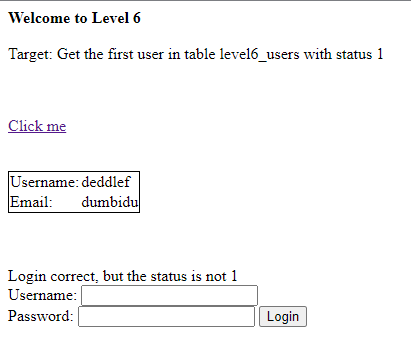 Welcome to Level 6
Target: Get the first user in table level6_users with status 1
Click me
Username: deddlef
Email: dumbidu
Login correct, but the status is not 1
Username:
Password: Login